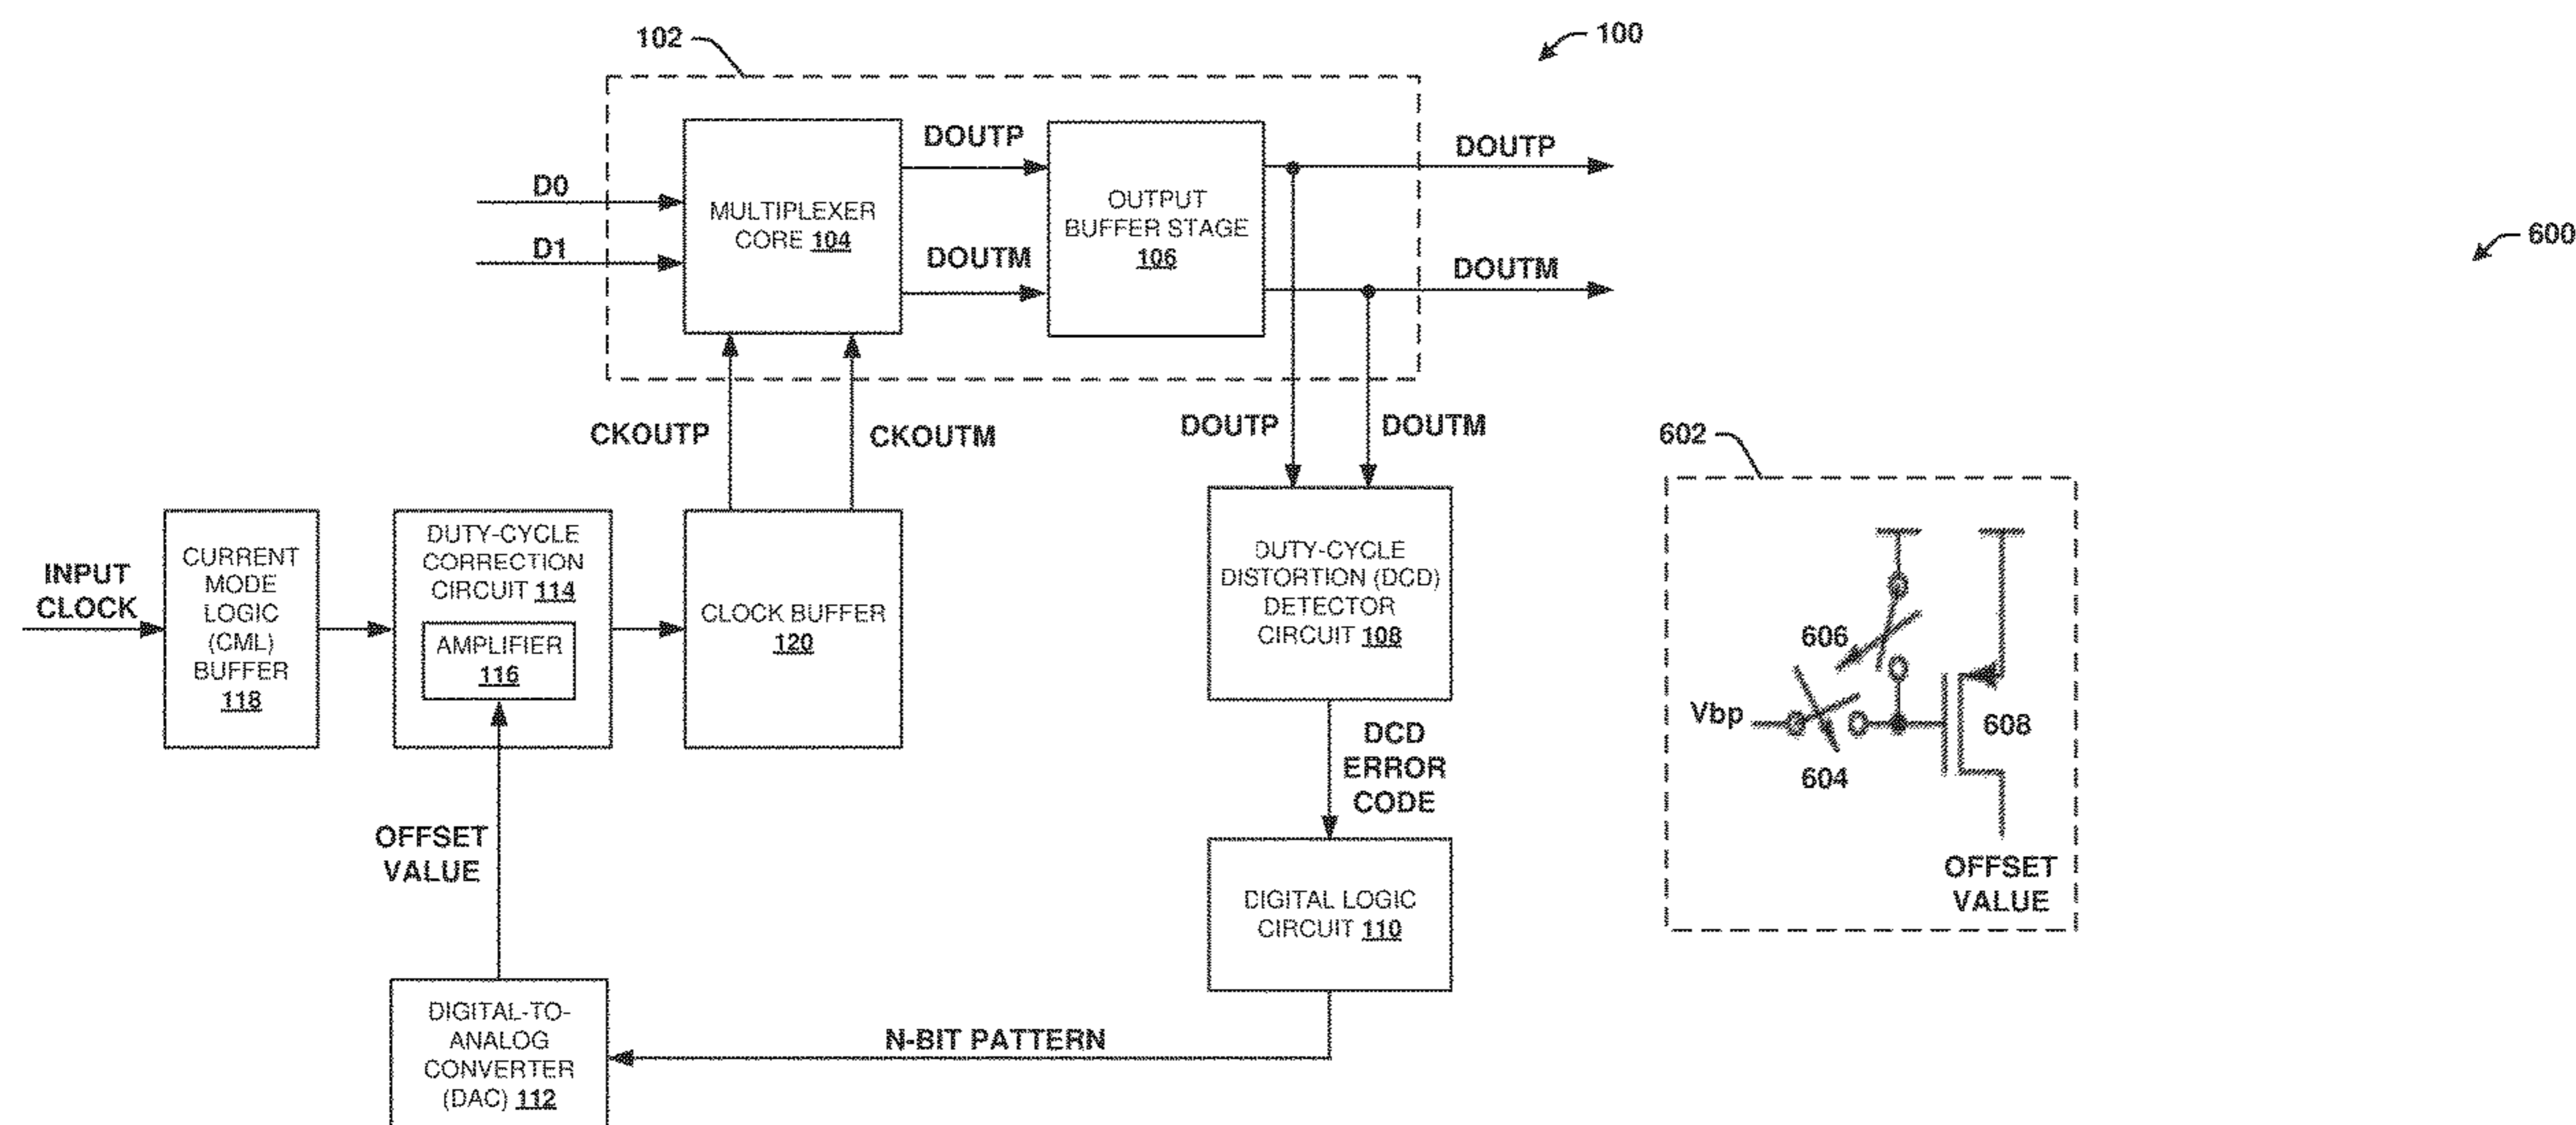 102
100
DOUTP
DOUTP
D0
MULTIPLEXER
CORE 104
OUTPUT
BUFFER STAGE
106
D1
DOUTM
DOUTM
600
CKOUTP
CKOUTM
DOUTP
DOUTM
602
INPUT
CLOCK
CURRENT
MODE
LOGIC
(CML)
BUFFER
118
DUTY-CYCLE
CORRECTION
CIRCUIT 114
AMPLIFIER
116
CLOCK BUFFER
120
DUTY-CYCLE
DISTORTION (DCD)
DETECTOR
CIRCUIT 108
606
Vbp
608
604
DCD
ERROR
CODE
OFFSET
VALUE
OFFSET
VALUE
DIGITAL LOGIC
CIRCUIT 110
DIGITAL-TO-
ANALOG
CONVERTER
(DAC) 112
N-BIT PATTERN